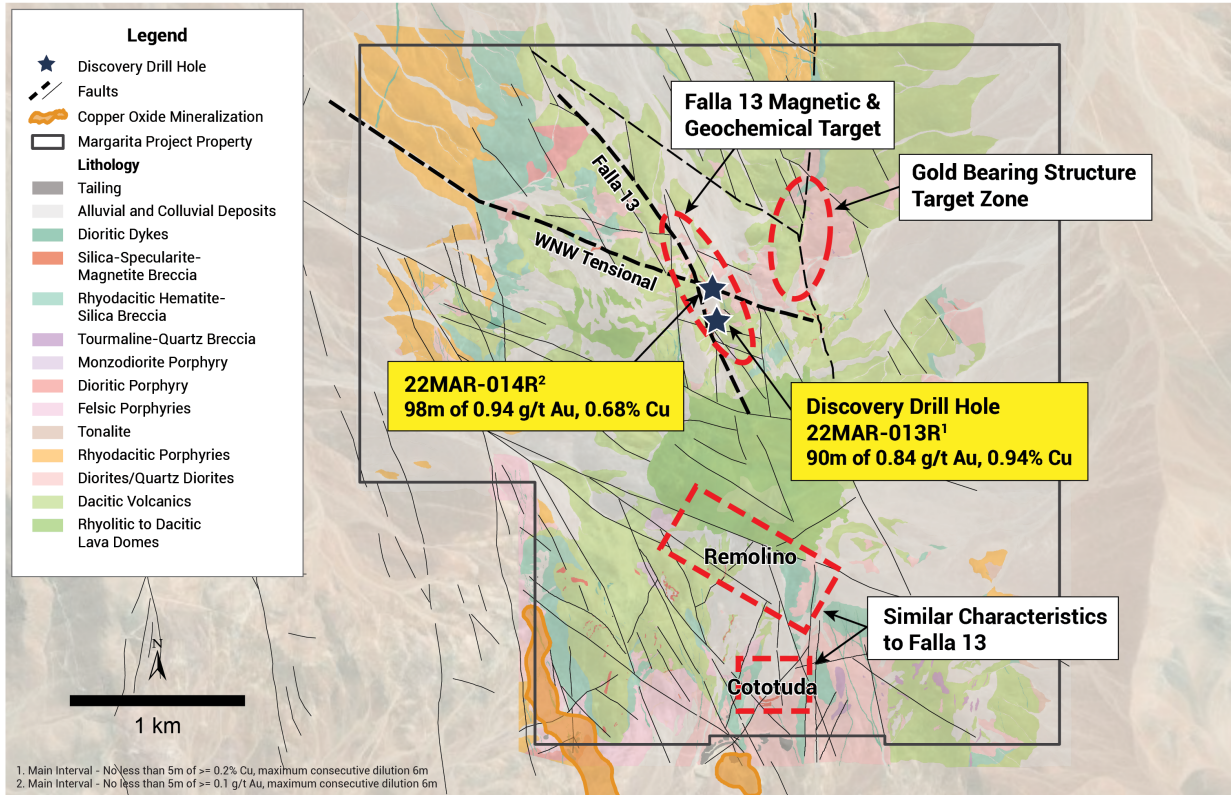 Legend
Discovery Drill Hole
Faults
Copper Oxide Mineralization
Margarita Project Property
Lithology
Tailing
Alluvial and Colluvial Deposits
Dioritic Dykes
Silica-Specularite-
Magnetite Breccia
Rhyodacitic Hematite-
Silica Breccia
Tourmaline-Quartz Breccia
Monzodiorite Porphyry
Dioritic Porphyry
Felsic Porphyries
Tonalite
Rhyodacitic Porphyries
Diorites/Quartz Diorites
Dacitic Volcanics
Rhyolitic to Dacitic
Lava Domes
Falla 13 Magnetic &
Geochemical Target
Gold Bearing Structure
Target Zone
Falla 13
WNW Tensional
22MAR-014R²
98m of 0.94 g/t Au, 0.68% Cu
Discovery Drill Hole
22MAR-013R¹
90m of 0.84 g/t Au, 0.94% Cu
Remolino
Similar Characteristics
to Falla 13
Cototuda
N
1 km
1. Main Interval - No less than 5m of >= 0.2% Cu, maximum consecutive dilution 6m
2. Main Interval - No less than 5m of >= 0.1 g/t Au, maximum consecutive dilution 6m